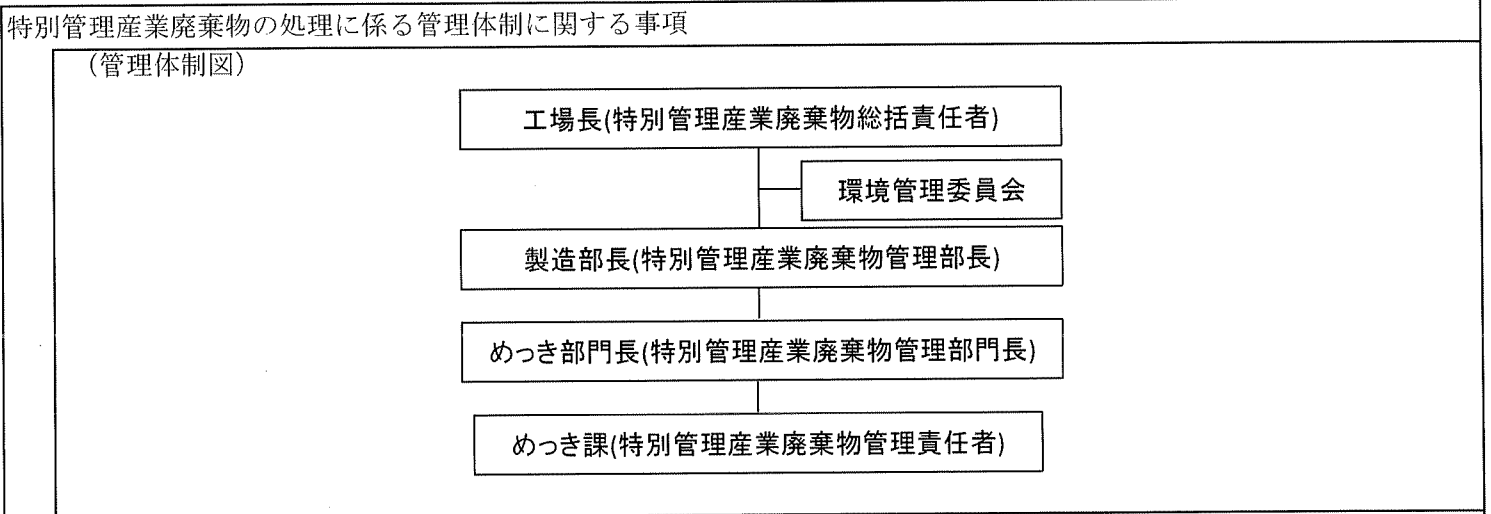 特別管理産業廃棄物の処理に係る管理体制に関する事項
(管理体制図)
工場長(特別管理産業廃棄物総括責任者)
環境管理委員会
製造部長(特別管理産業廃棄物管理部長)
めっき部門長(特別管理産業廃棄物管理部門長)
めっき課(特別管理産業廃棄物管理責任者)